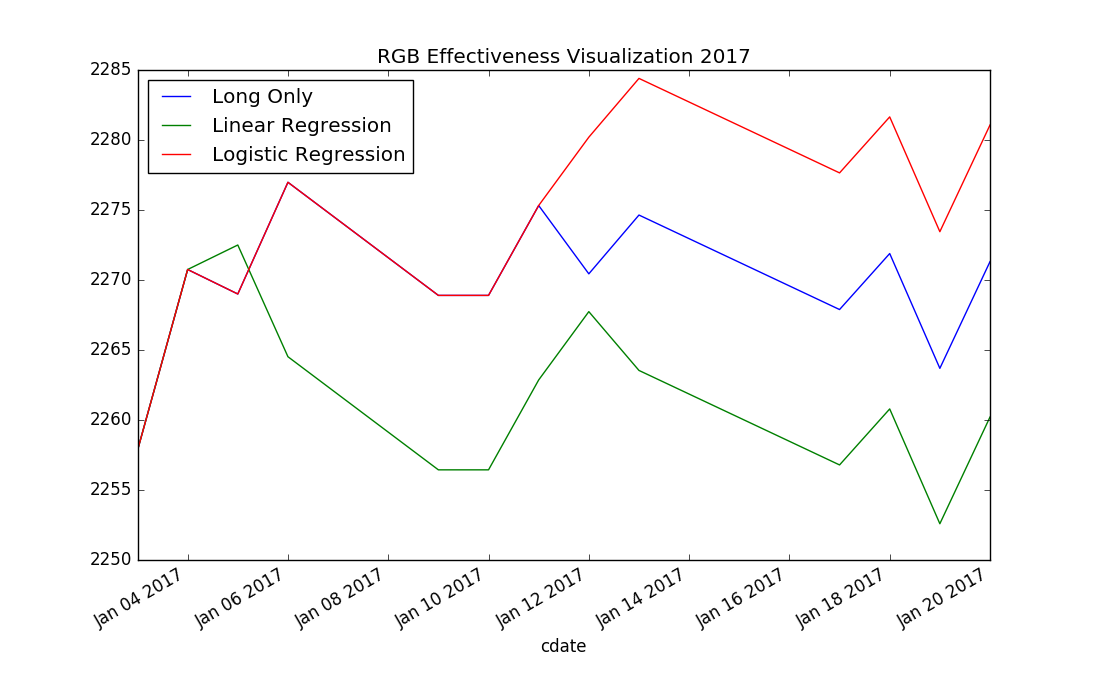 RGB Effectiveness Visualization 2017
2285
2280
2275
2270
2265
2260
2255
2250
Long Only
Linear Regression
Logistic Regression
Jan 04 2017
Jan 06 2017
Jan 08 2017
Jan 10 2017
Jan 12 2017
Jan 14 2017
Jan 16 2017
Jan 18 2017
Jan 20 2017
cdate